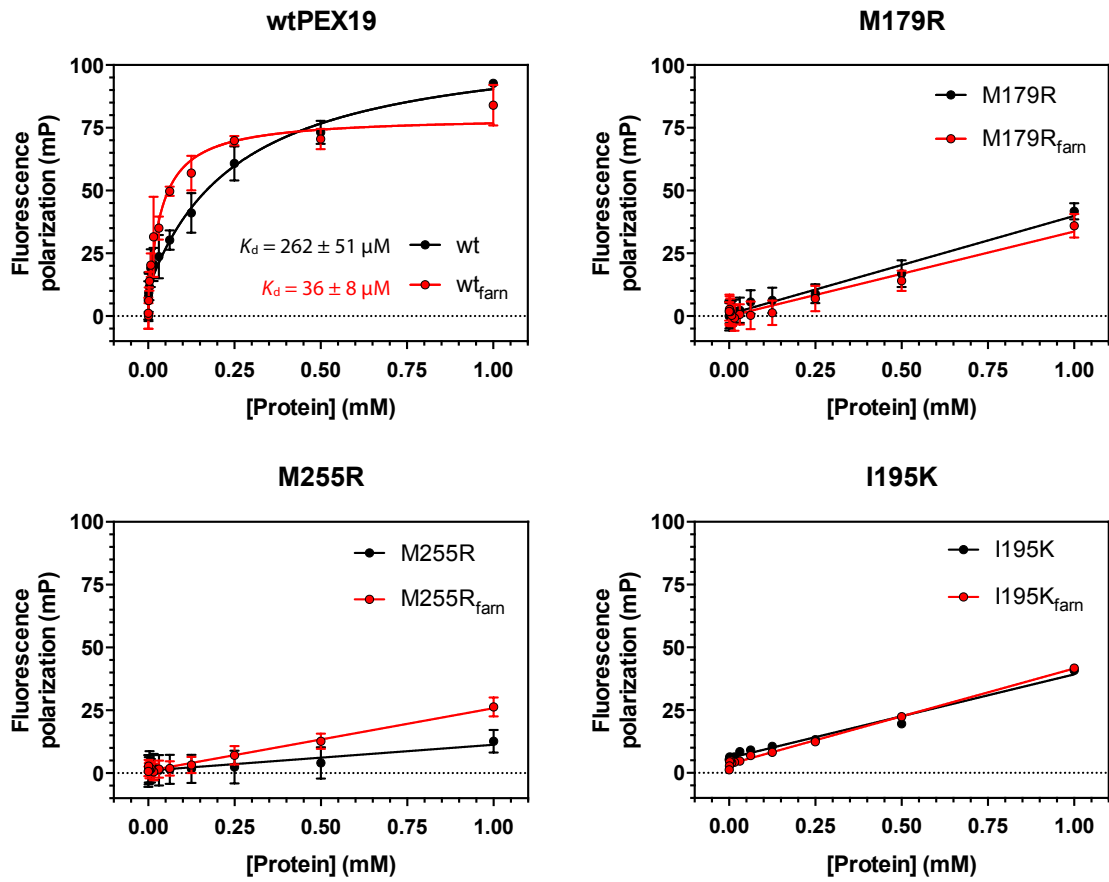 wtPEX19
Fluorescence
polarization (mP)
100
75
50
25
0
Kd = 262 ± 51 µM
wt
Kd = 36 ± 8 µM
wtfarn
0.00 0.25 0.50 0.75 1.00
[Protein] (mM)
M179R
Fluorescence
polarization (mP)
100
75
50
25
0
M179R
M179Rfarn
0.00 0.25 0.50 0.75 1.00
[Protein] (mM)
M255R
Fluorescence
polarization (mP)
100
75
50
25
0
M255R
M255Rfarn
0.00 0.25 0.50 0.75 1.00
[Protein] (mM)
I195K
Fluorescence
polarization (mP)
100
75
50
25
0
I195K
I195Kfarn
0.00 0.25 0.50 0.75 1.00
[Protein] (mM)